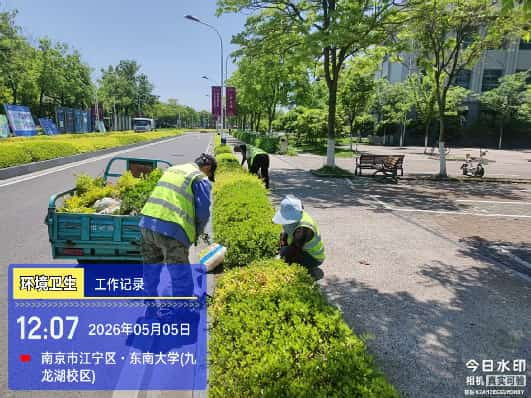 环境卫生 工作记录
12:07 2026年05月05日
南京市江宁区·东南大学(九
龙湖校区)
今日水印
相机 真实可验